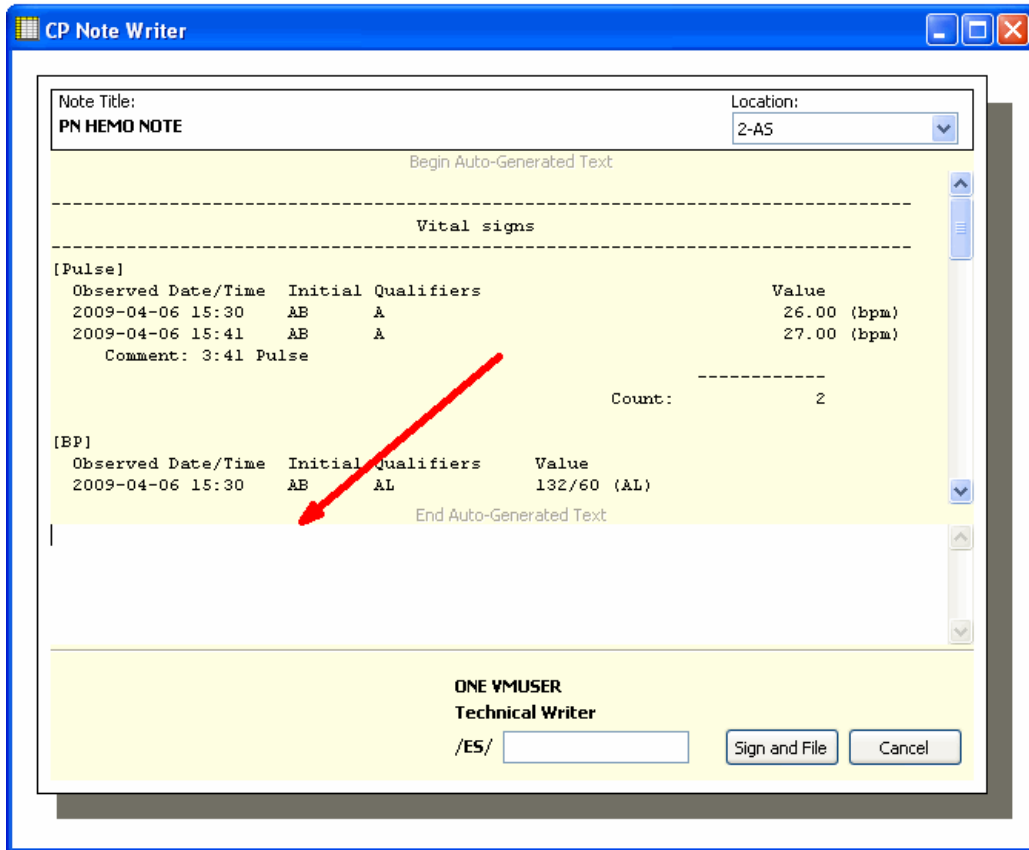 CP Note Writer
Note Title:
PN HEMO NOTE
Location:
2-AS
Begin Auto-Generated Text
--------------------------------------------------------------------------------
Vital signs
--------------------------------------------------------------------------------
[Pulse]
Observed Date/Time Initial Qualifiers Value
2009-04-06 15:30 AB A 26.00 (bpm)
2009-04-06 15:41 AB A 27.00 (bpm)
Comment: 3:41 Pulse
------------
Count: 2
[BP]
Observed Date/Time Initial Qualifiers Value
2009-04-06 15:30 AB AL 132/60 (AL)
End Auto-Generated Text
ONE VMUSER
Technical Writer
/ES/
Sign and File Cancel